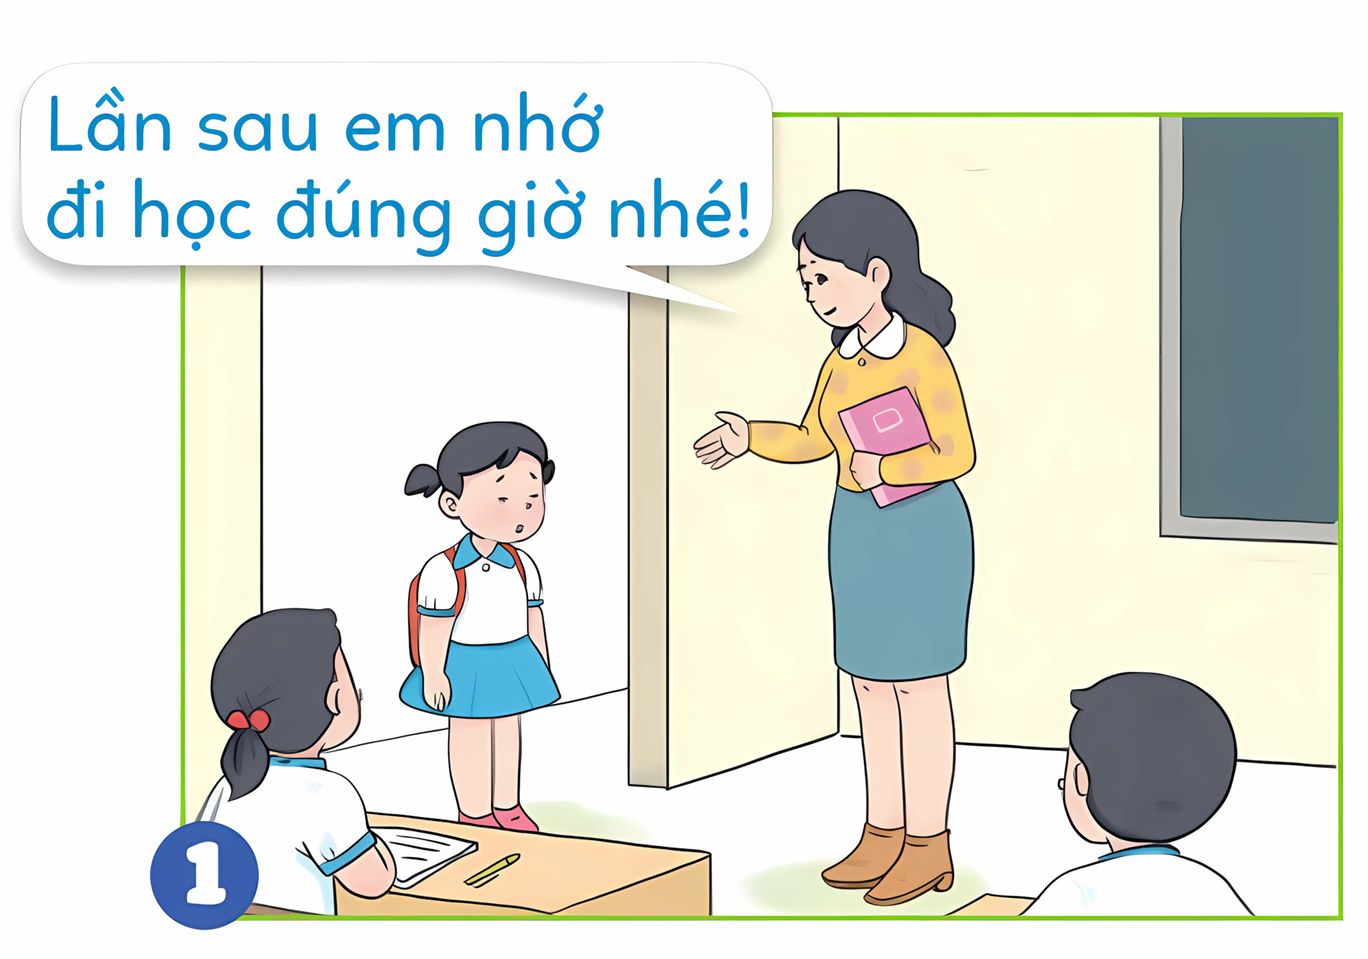 Lần sau em nhớ
đi học đúng giờ nhé!
1